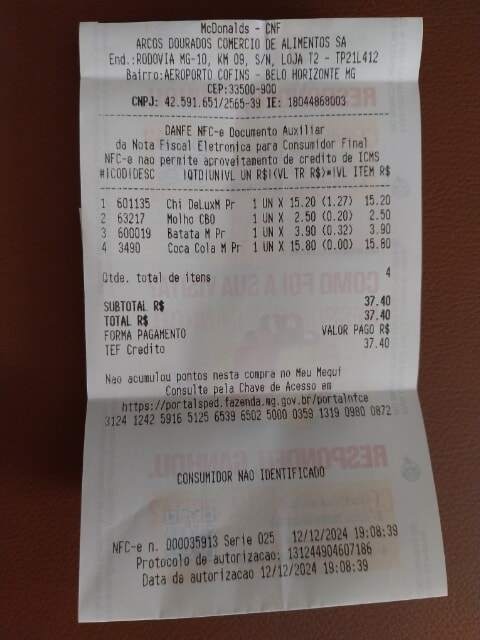 McDonalds - CNF
ARCOS DOURADOS COMERCIO DE ALIMENTOS SA
End.:RODOVIA MG-10, KM 09, S/N, LOJA T2 - TP21L412
Bairro:AEROPORTO COFINS - BELO HORIZONTE MG
CEP:33500-900
CNPJ: 42.591.651/2565-39 IE: 18044868003
DANFE NFC-e Documento Auxiliar
da Nota Fiscal Eletronica para Consumidor Final
NFC-e nao permite aproveitamento de credito de ICMS
#|COD|DESC |QTD|UN|VL UN R$|(VL TR R$)*|VL ITEM R$
1 601135 Chi DeLuxM Pr 1 UN X 15.20 (1.27) 15.20
2 63217 Molho CBO 1 UN X 2.50 (0.20) 2.50
3 600019 Batata M Pr 1 UN X 3.90 (0.32) 3.90
4 3490 Coca Cola M Pr 1 UN X 15.80 (0.00) 15.80
Qtde. total de itens 4
SUBTOTAL R$ 37.40
TOTAL R$ 37.40
FORMA PAGAMENTO VALOR PAGO R$
TEF Credito 37.40
Nao acumulou pontos nesta compra no Meu Mequi
Consulte pela Chave de Acesso em
https://portalsped.fazenda.mg.gov.br/portalnfce
3124 1242 5916 5125 6539 6502 5000 0359 1319 0980 0872
CONSUMIDOR NAO IDENTIFICADO
NFC-e n. 000035913 Serie 025 12/12/2024 19:08:39
Protocolo de autorizacao: 131244904607186
Data de autorizacao 12/12/2024 19:08:39